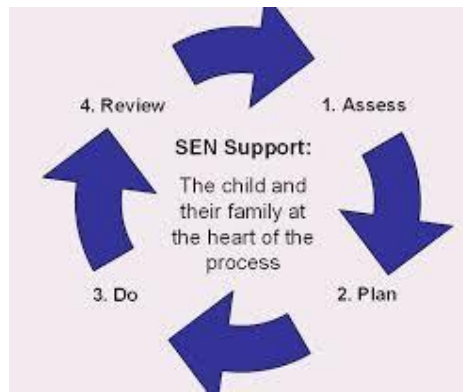 4. Review
1. Assess
SEN Support:
The child and
their family at
the heart of the
process
3. Do
2. Plan